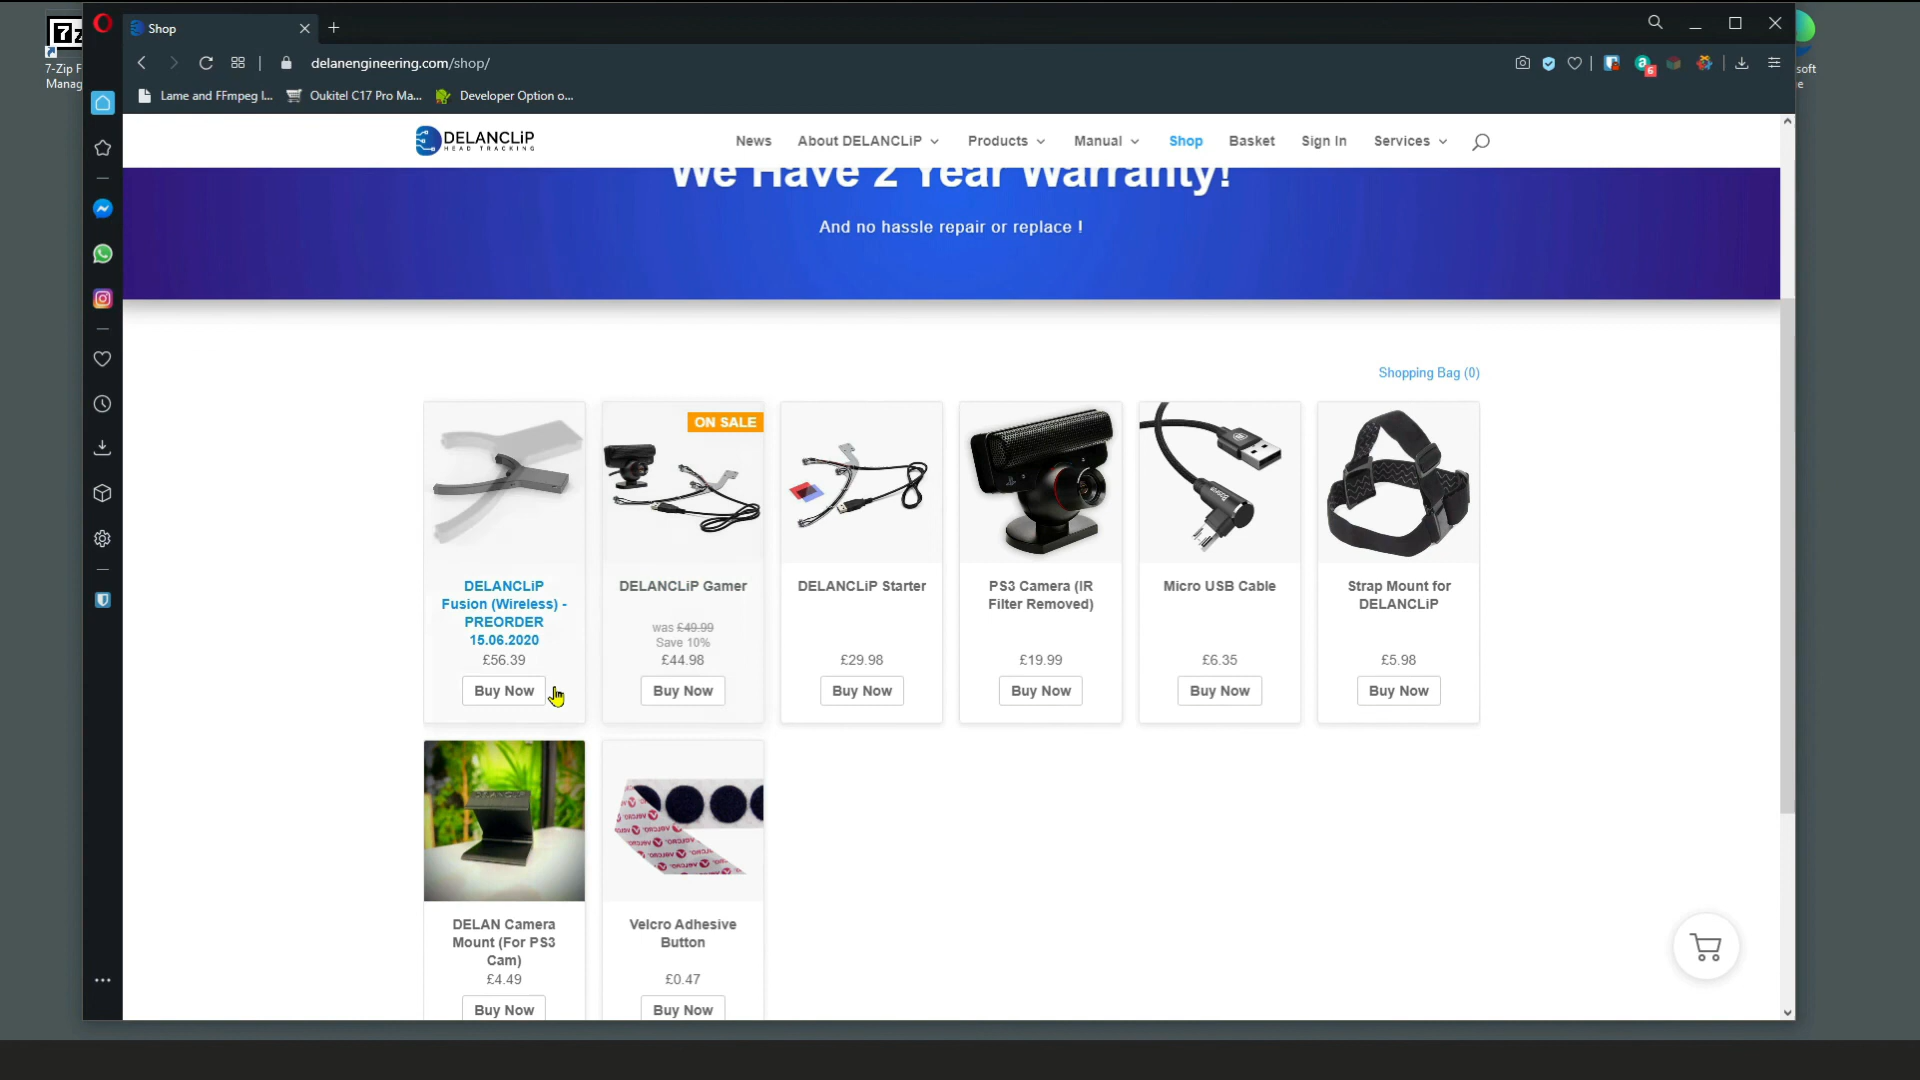 7-Zip F
Manag
Shop
delanengineering.com/shop/
Lame and FFmpeg I...
Oukitel C17 Pro Ma...
Developer Option o...
6
soft
e
DELANCLiP
HEAD TRACKING
News
About DELANCLiP
Products
Manual
Shop
Basket
Sign In
Services
We Have 2 Year Warranty!
And no hassle repair or replace !
Shopping Bag (0)
ON SALE
DELANCLiP
Fusion (Wireless) -
PREORDER
15.06.2020
£56.39
Buy Now
DELANCLiP Gamer
was £49.99
Save 10%
£44.98
Buy Now
DELANCLiP Starter
£29.98
Buy Now
PS3 Camera (IR
Filter Removed)
£19.99
Buy Now
Micro USB Cable
£6.35
Buy Now
Strap Mount for
DELANCLiP
£5.98
Buy Now
DELAN Camera
Mount (For PS3
Cam)
£4.49
Buy Now
Velcro Adhesive
Button
£0.47
Buy Now